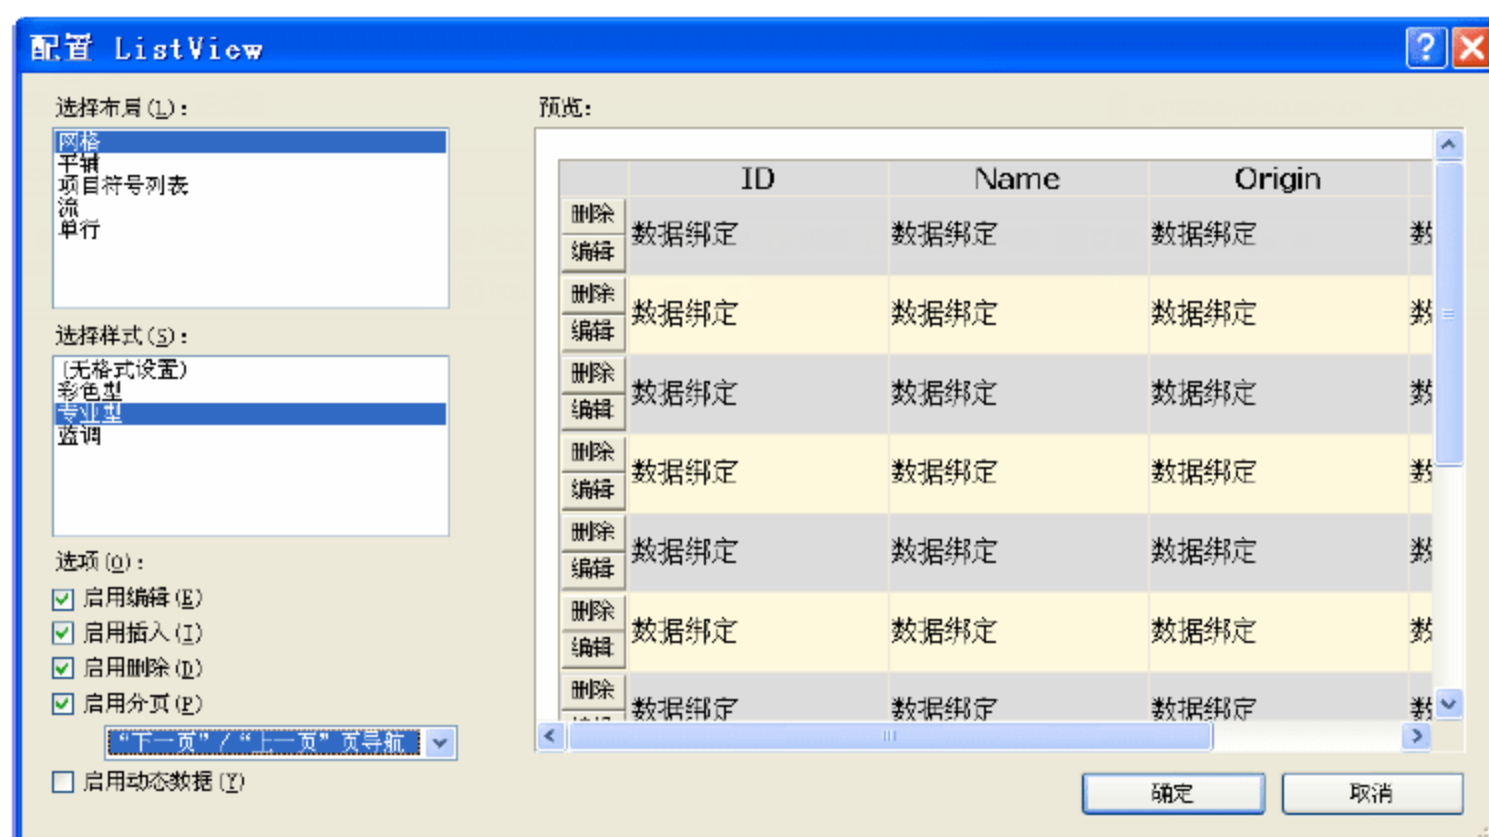 配置 ListView
选择布局(L):
网格
平铺
项目符号列表
流
单行
选择样式(S):
(无格式设置)
彩色型
专业型
蓝调
选项(O):
启用编辑(E)
启用插入(I)
启用删除(D)
启用分页(P)
“下一页”/“上一页”页导航
启用动态数据(Y)
预览:
ID Name Origin
删除
编辑
数据绑定 数据绑定 数据绑定 数
删除
编辑
数据绑定 数据绑定 数据绑定 数
删除
编辑
数据绑定 数据绑定 数据绑定 数
删除
编辑
数据绑定 数据绑定 数据绑定 数
删除
编辑
数据绑定 数据绑定 数据绑定 数
删除
编辑
数据绑定 数据绑定 数据绑定 数
删除
数据绑定 数据绑定 数据绑定 数
确定 取消